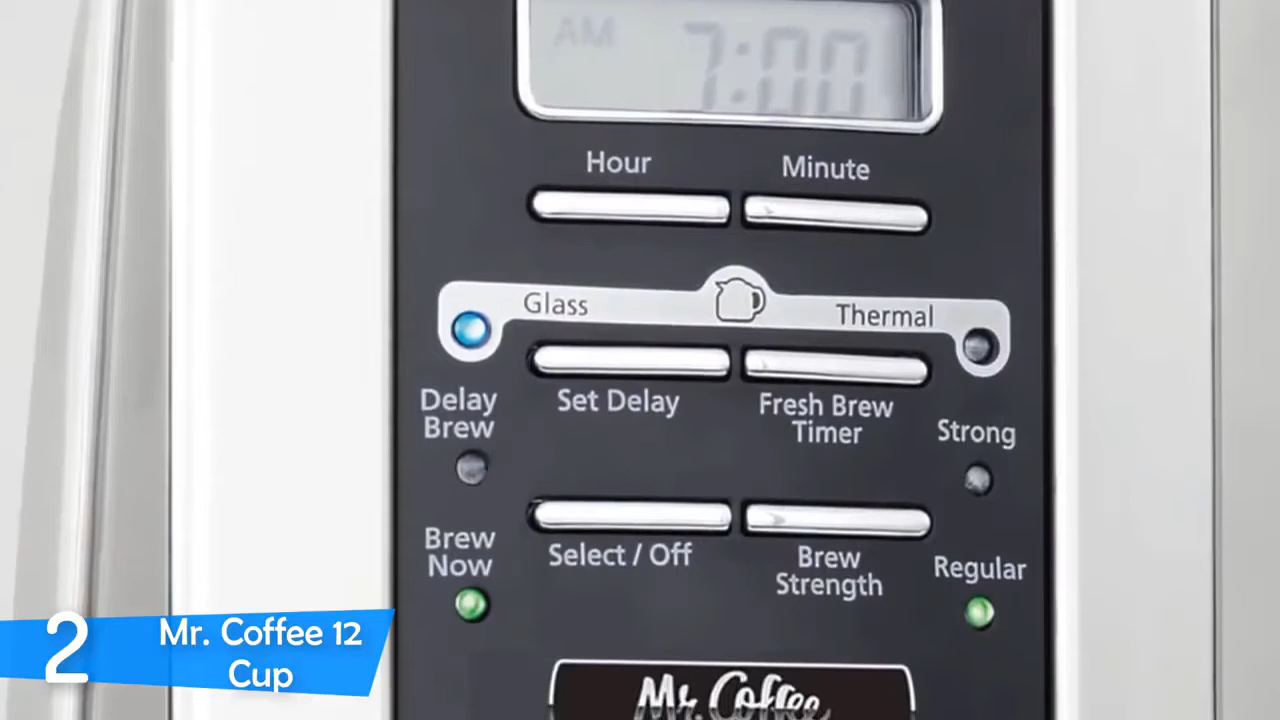 AM 7:00
Hour Minute
Glass Thermal
Set Delay
Fresh Brew
Timer
Delay
Brew
Strong
Select / Off
Brew
Strength
Brew
Now
Regular
2
Mr. Coffee 12
Cup
Mr. Coffee